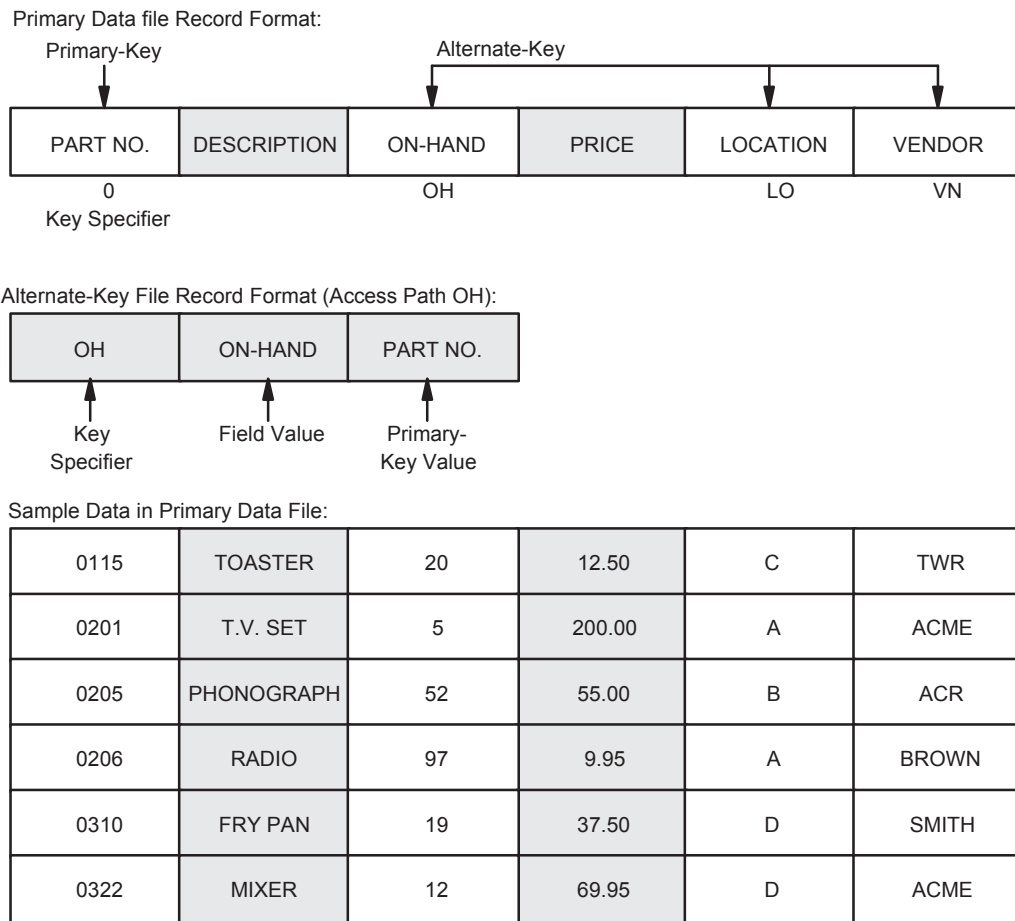 Primary Data file Record Format:
Primary-Key
Alternate-Key
PART NO. DESCRIPTION ON-HAND PRICE LOCATION VENDOR
0 OH LO VN
Key Specifier
Alternate-Key File Record Format (Access Path OH):
OH ON-HAND PART NO.
Key Specifier
Field Value
Primary-Key Value
Sample Data in Primary Data File:
0115 TOASTER 20 12.50 C TWR
0201 T.V. SET 5 200.00 A ACME
0205 PHONOGRAPH 52 55.00 B ACR
0206 RADIO 97 9.95 A BROWN
0310 FRY PAN 19 37.50 D SMITH
0322 MIXER 12 69.95 D ACME